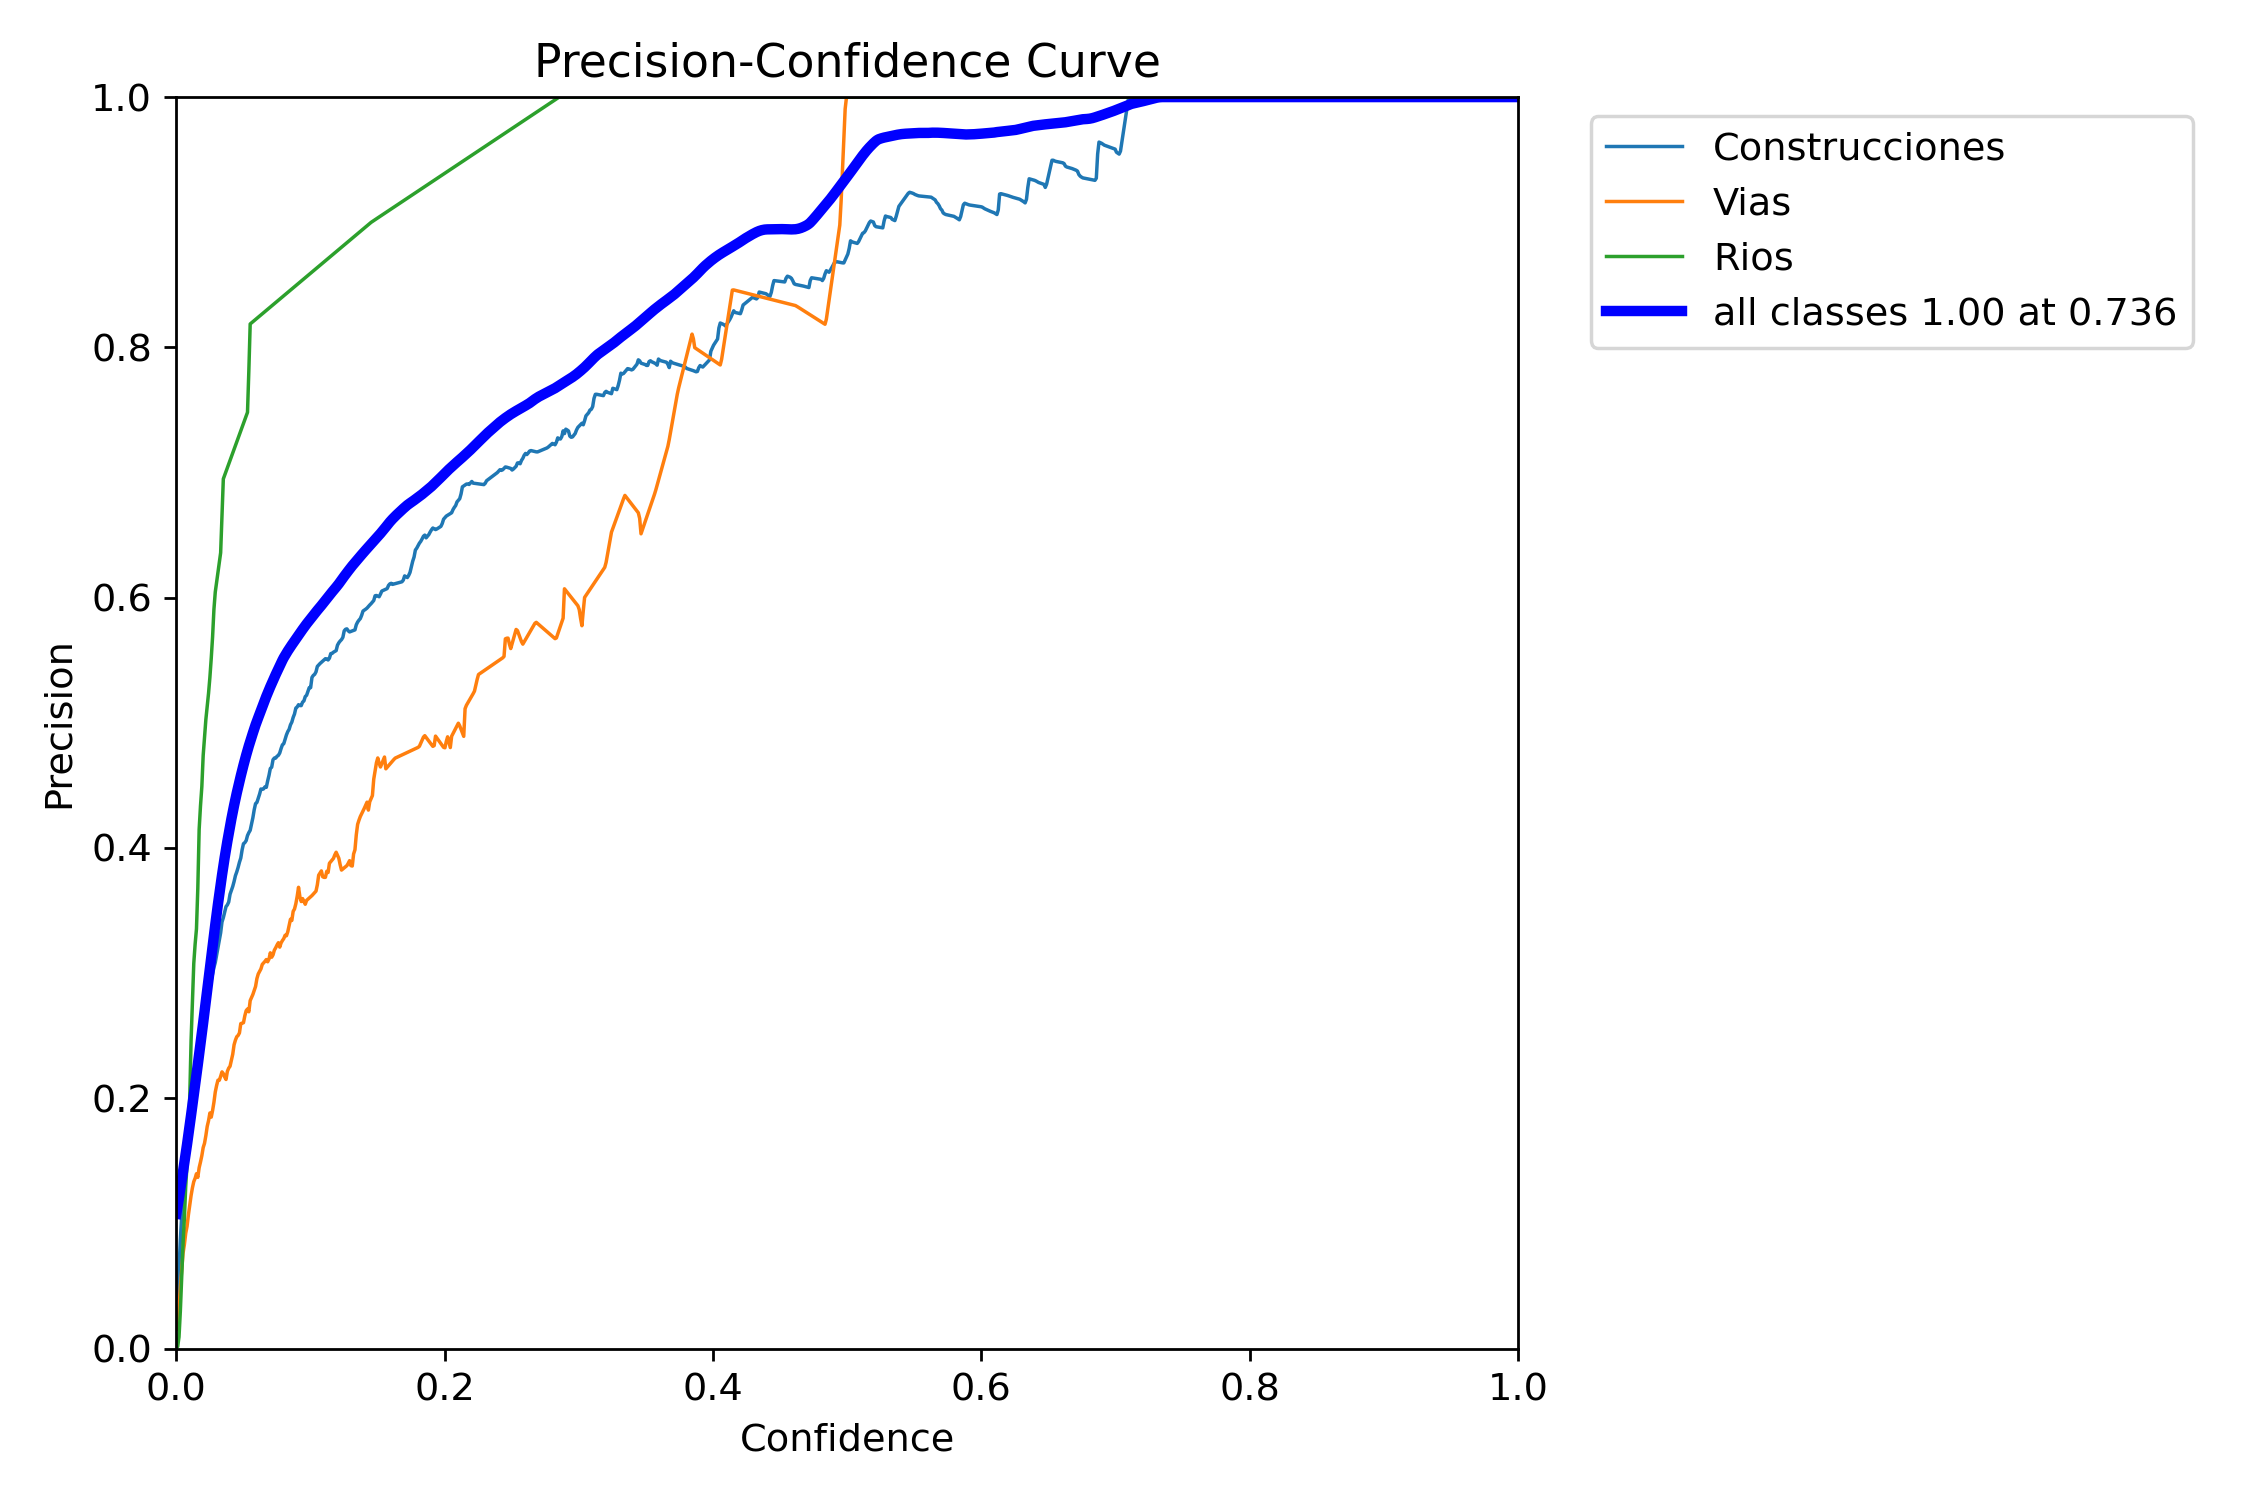 Precision-Confidence Curve
1.0
0.8
0.6
0.4
0.2
0.0
Precision
0.0 0.2 0.4 0.6 0.8 1.0
Confidence
Construcciones
Vias
Rios
all classes 1.00 at 0.736